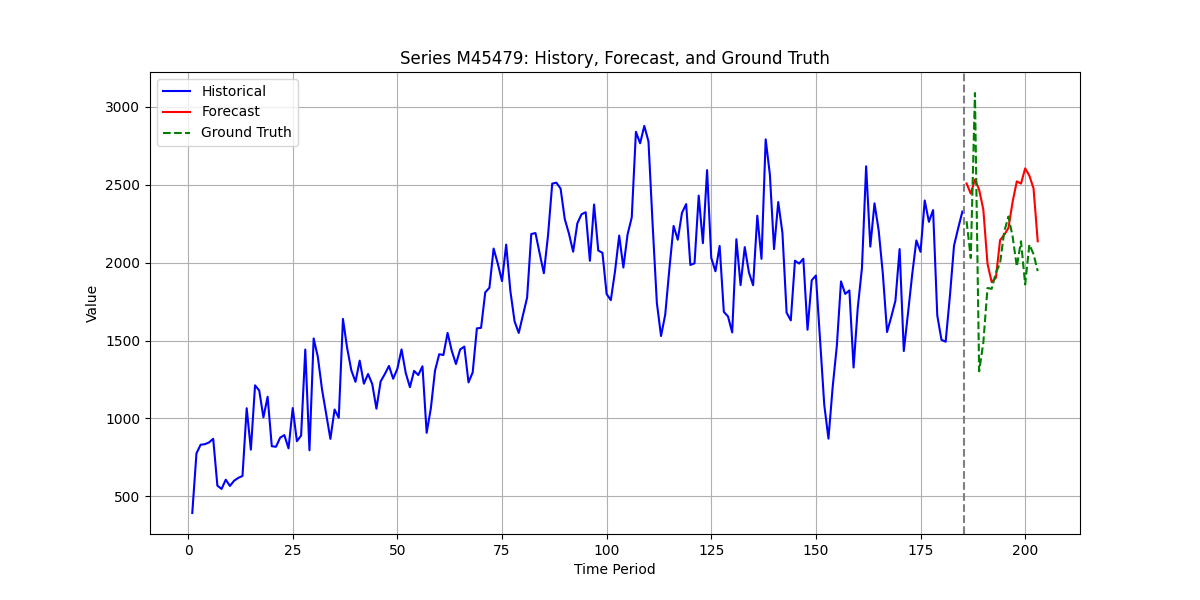 Series M45479: History, Forecast, and Ground Truth
Historical
Forecast
Ground Truth
3000
2500
2000
1500
1000
500
Value
0 25 50 75 100 125 150 175 200
Time Period